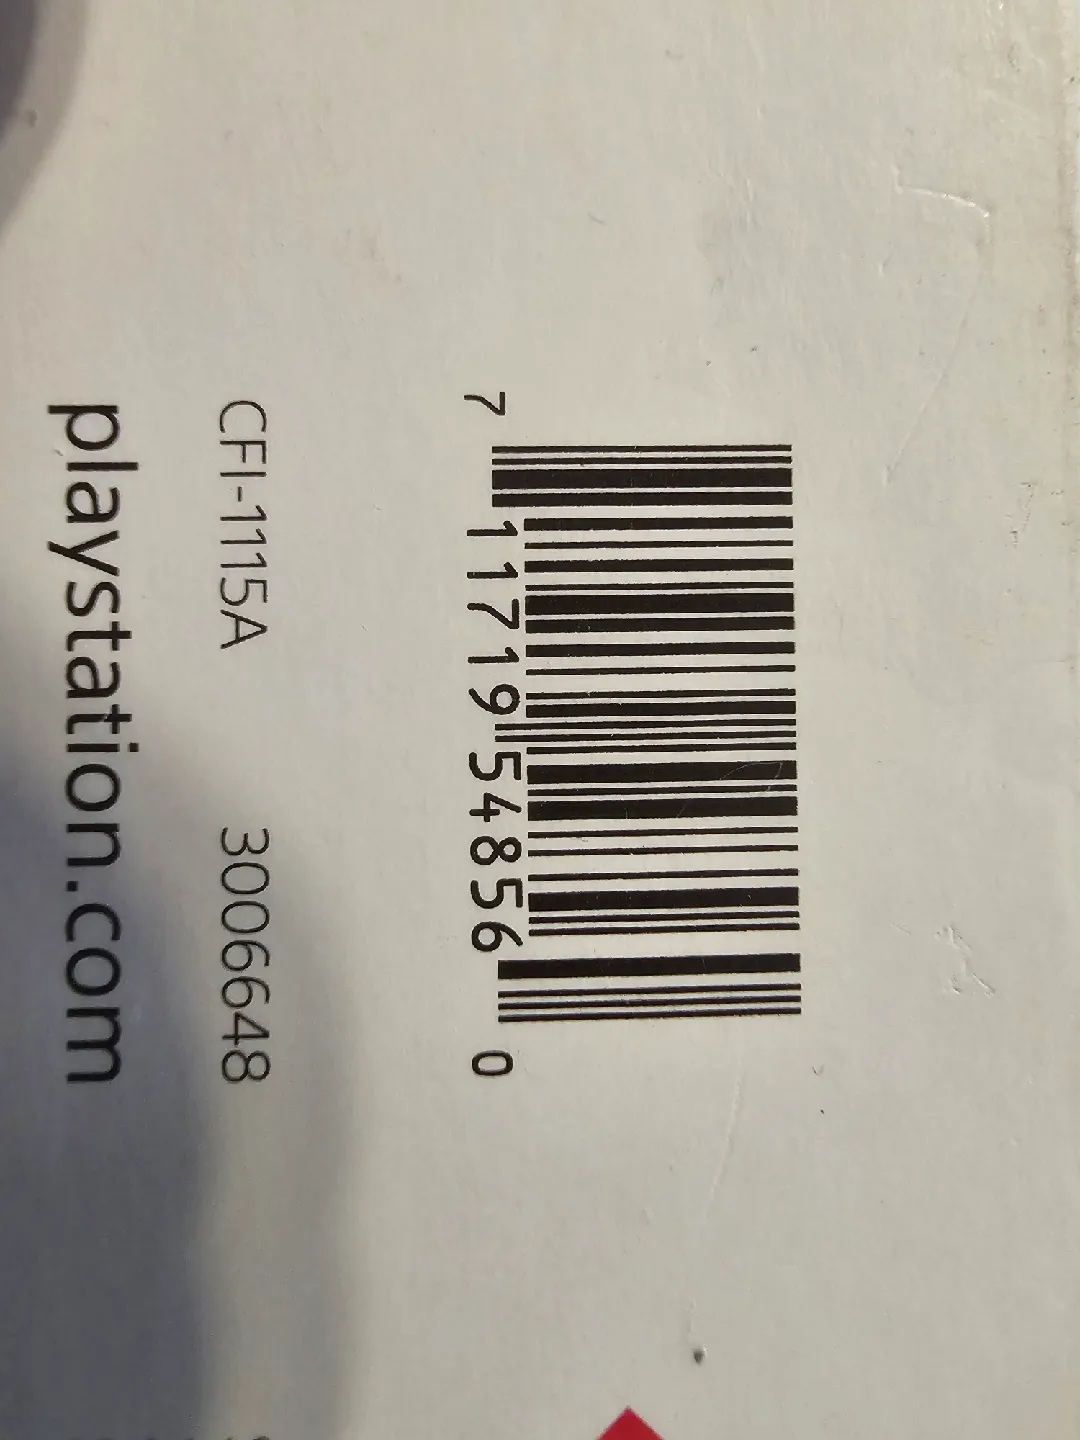 7 11719 54856 0
CFI-1115A 3006648
playstation.com